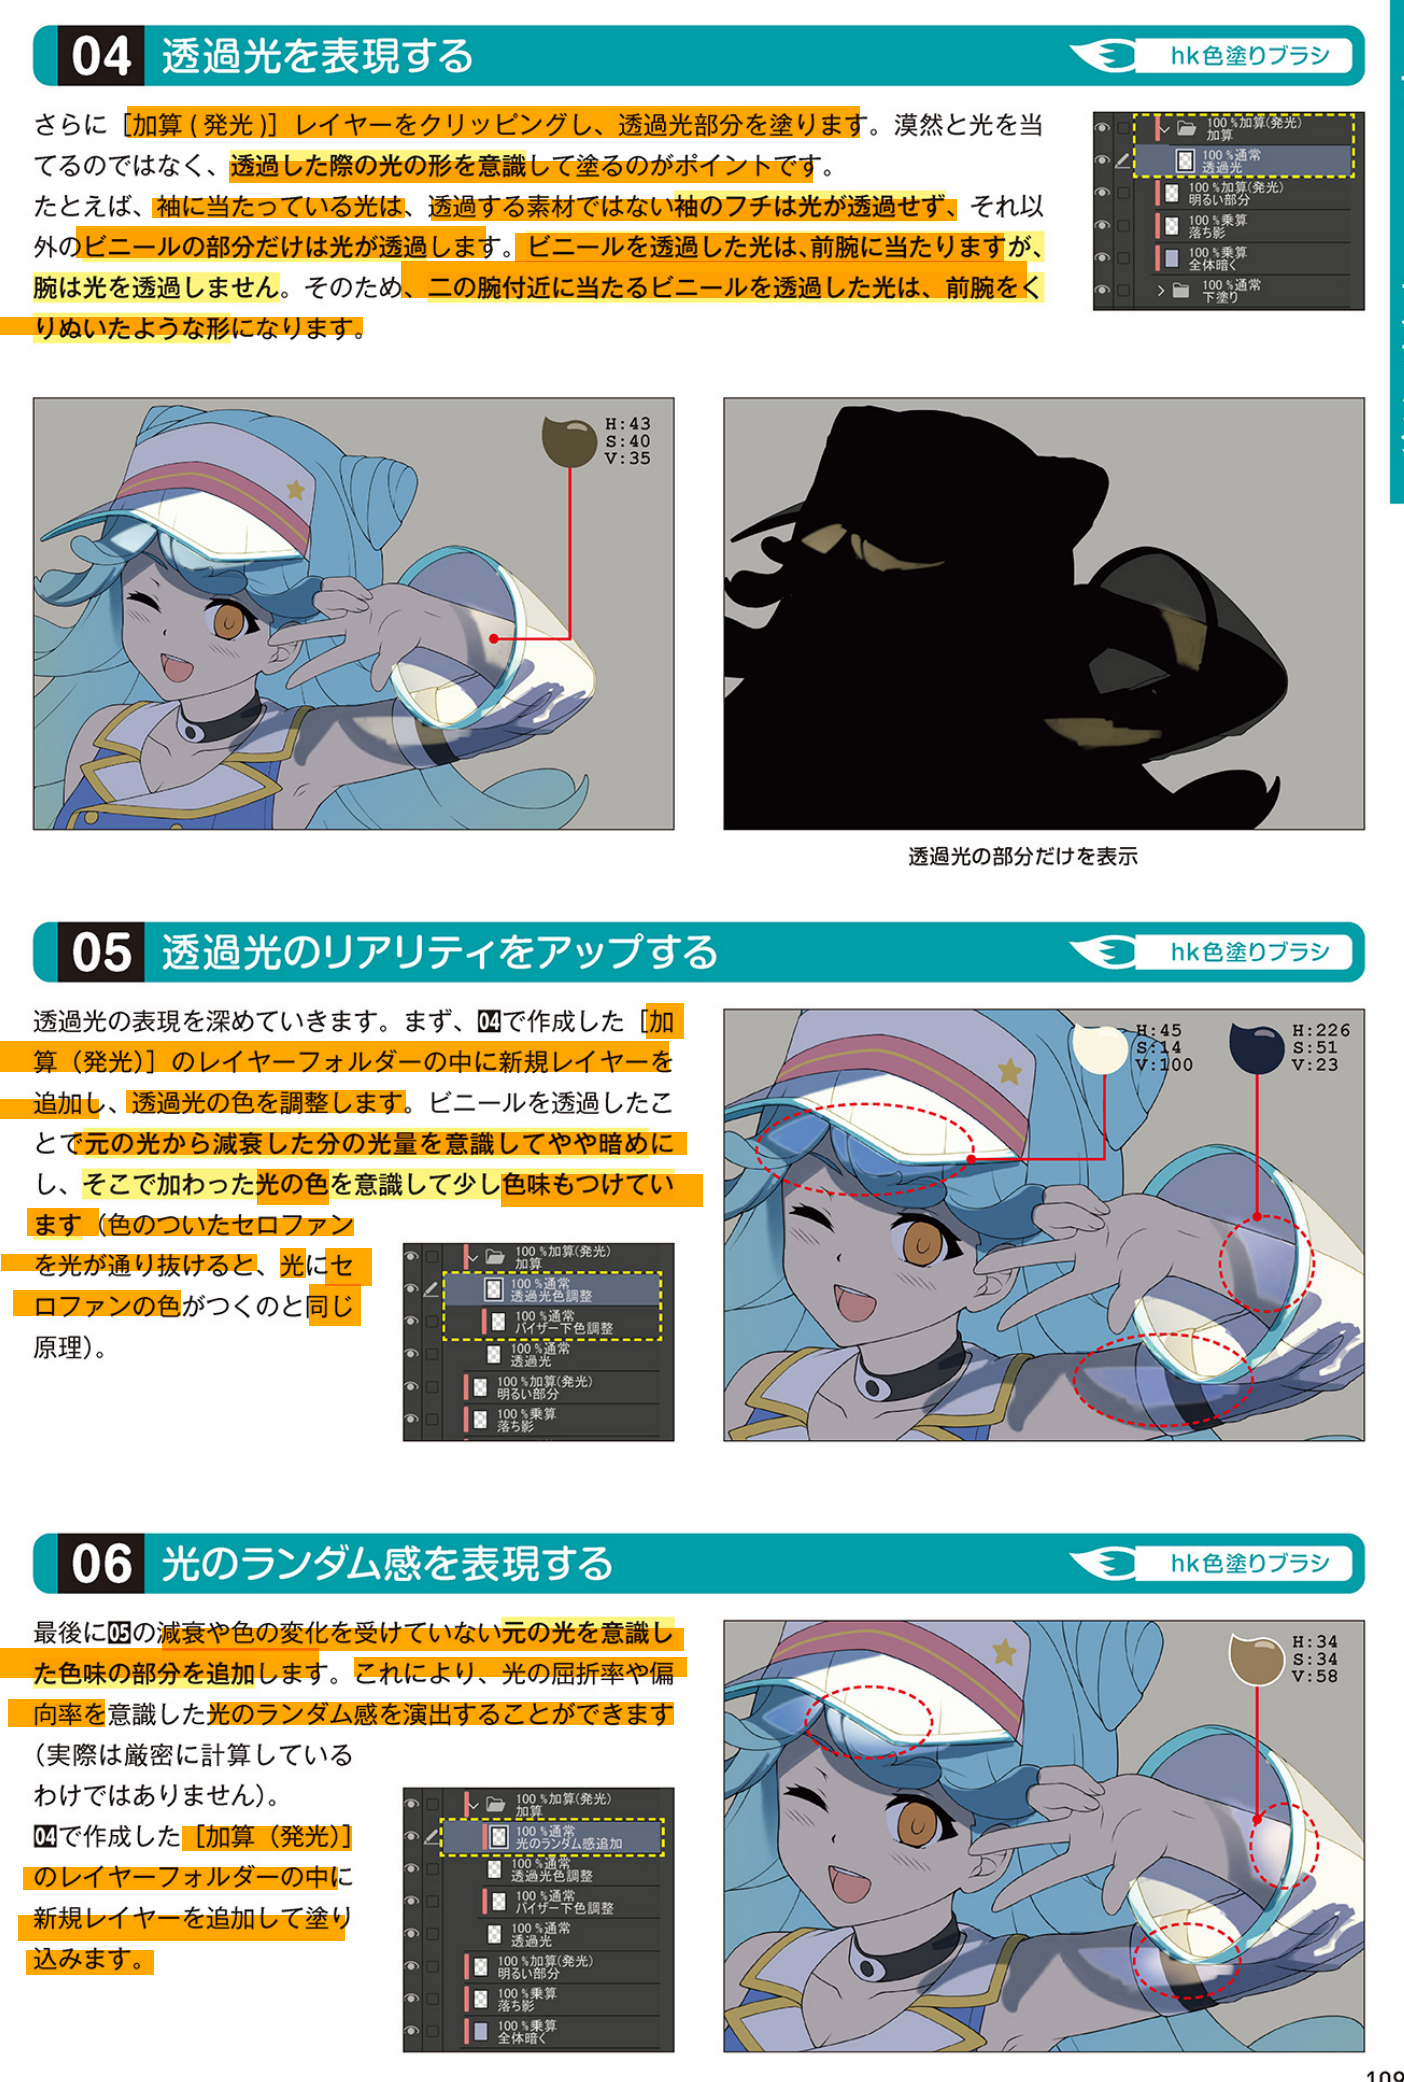 04 透過光を表現する
hk色塗りブラシ
さらに［加算(発光)］レイヤーをクリッピングし、透過光部分を塗ります。漠然と光を当
てるのではなく、透過した際の光の形を意識して塗るのがポイントです。
たとえば、袖に当たっている光は、透過する素材ではない袖のフチは光が透過せず、それ以
外のビニールの部分だけは光が透過します。ビニールを透過した光は、前腕に当たりますが、
腕は光を透過しません。そのため、二の腕付近に当たるビニールを透過した光は、前腕をく
りぬいたような形になります。
100 %加算(発光)
加算
100 %通常
透過光
100 %加算(発光)
明るい部分
100 %乗算
落ち影
100 %乗算
全体暗く
100 %通常
下塗り
H:43
S:40
V:35
透過光の部分だけを表示
05 透過光のリアリティをアップする
hk色塗りブラシ
透過光の表現を深めていきます。まず、04で作成した［加
算（発光）］のレイヤーフォルダーの中に新規レイヤーを
追加し、透過光の色を調整します。ビニールを透過したこ
とで元の光から減衰した分の光量を意識してやや暗めに
し、そこで加わった光の色を意識して少し色味もつけてい
ます（色のついたセロファン
を光が通り抜けると、光にセ
ロファンの色がつくのと同じ
原理）。
100 %加算(発光)
加算
100 %通常
透過光色調整
100 %通常
バイザー下色調整
100 %通常
透過光
100 %加算(発光)
明るい部分
100 %乗算
落ち影
H:45
S:14
V:100
H:226
S:51
V:23
06 光のランダム感を表現する
hk色塗りブラシ
最後に05の減衰や色の変化を受けていない元の光を意識し
た色味の部分を追加します。これにより、光の屈折率や偏
向率を意識した光のランダム感を演出することができます
（実際は厳密に計算している
わけではありません）。
04で作成した［加算（発光）］
のレイヤーフォルダーの中に
新規レイヤーを追加して塗り
込みます。
100 %加算(発光)
加算
100 %通常
光のランダム感追加
100 %通常
透過光色調整
100 %通常
バイザー下色調整
100 %通常
透過光
100 %加算(発光)
明るい部分
100 %乗算
落ち影
100 %乗算
全体暗く
H:34
S:34
V:58
109